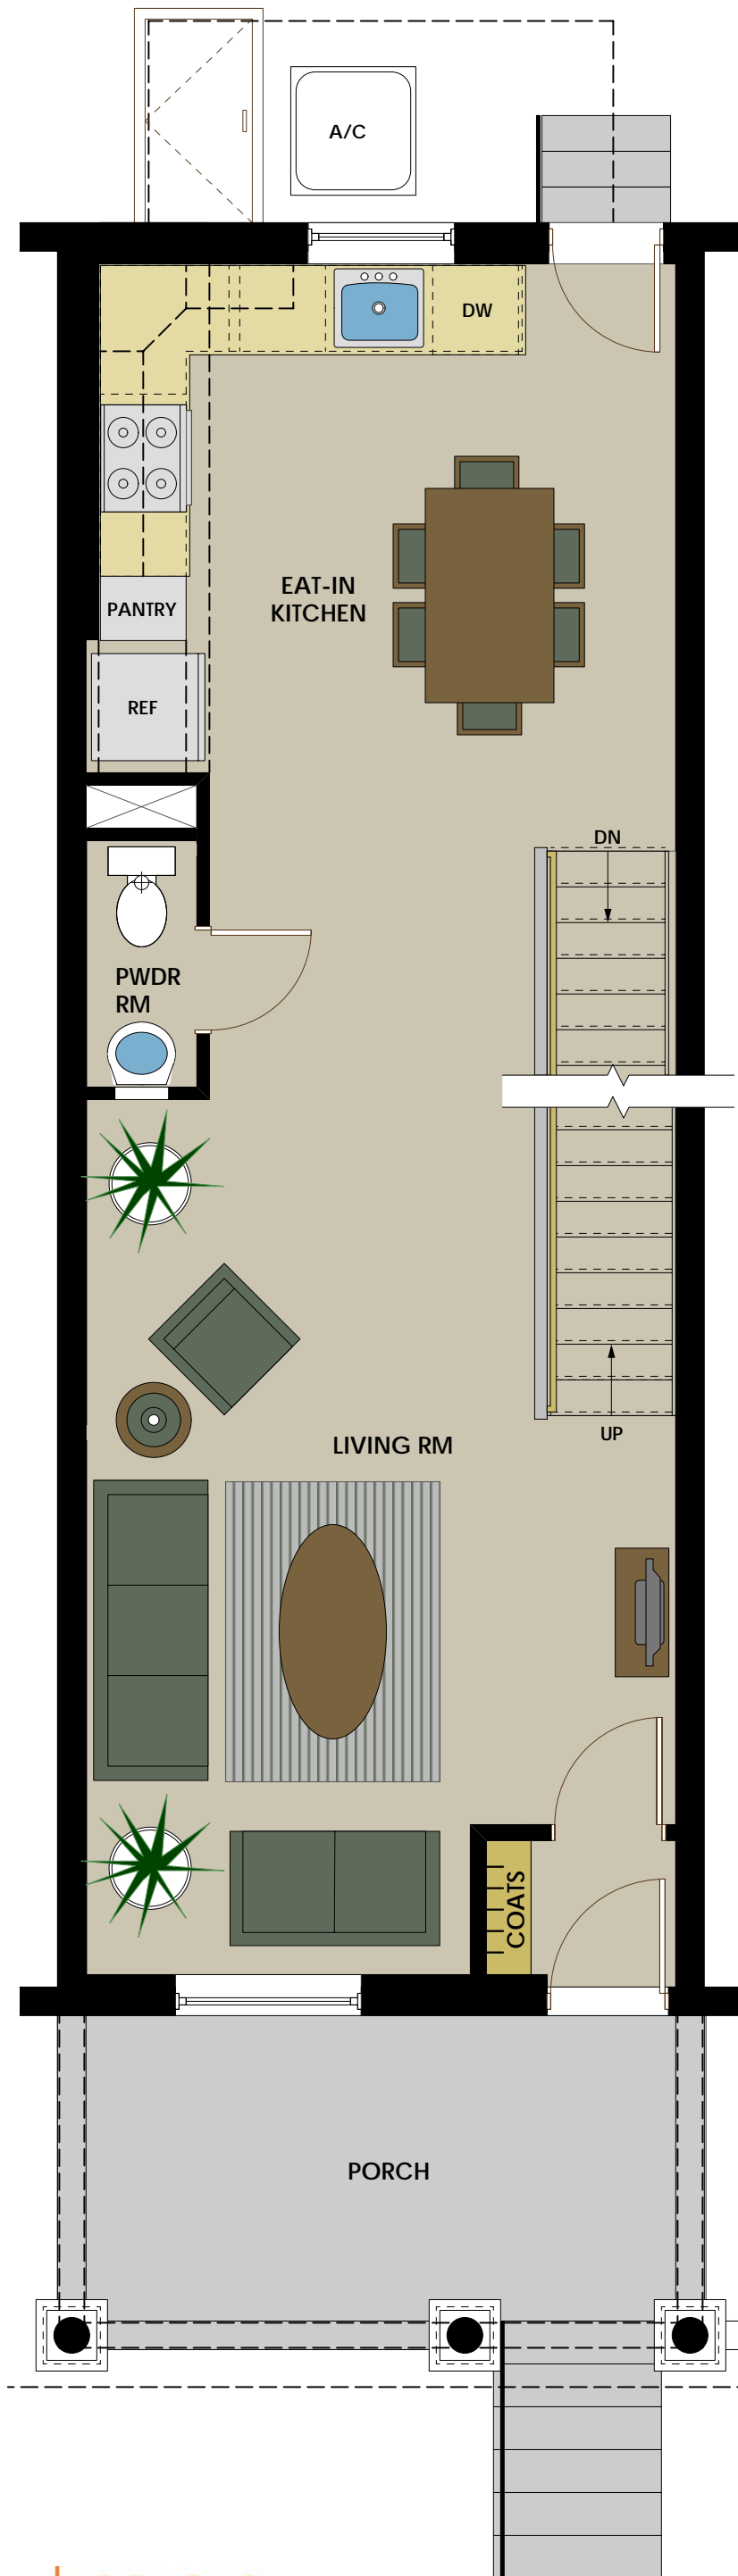 A/C
DW
EAT-IN
KITCHEN
PANTRY
REF
DN
PWDR
RM
UP
LIVING RM
COATS
PORCH